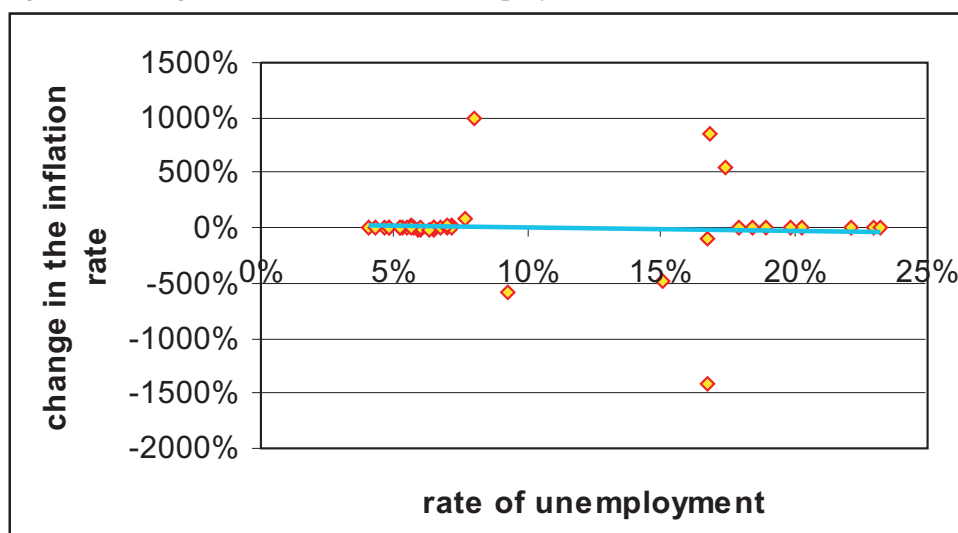 1500%
1000%
500%
0%
-500%
-1000%
-1500%
-2000%
0% 5% 10% 15% 20% 25%
change in the inflation
rate
rate of unemployment